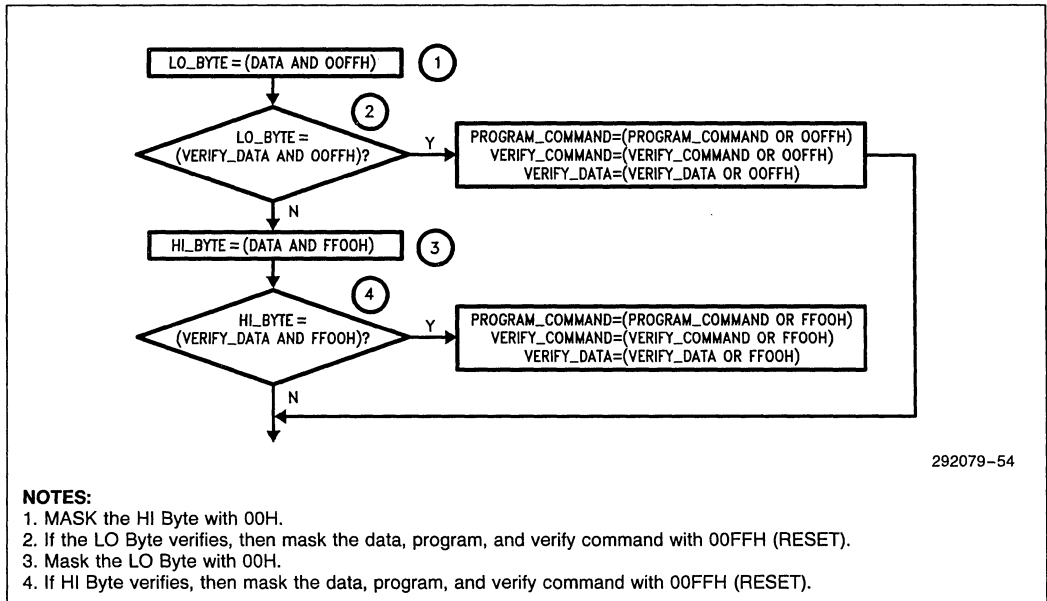 LO_BYTE = (DATA AND 00FFH)
1
2
LO_BYTE =
(VERIFY_DATA AND 00FFH)?
Y
PROGRAM_COMMAND=(PROGRAM_COMMAND OR 00FFH)
VERIFY_COMMAND=(VERIFY_COMMAND OR 00FFH)
VERIFY_DATA=(VERIFY_DATA OR 00FFH)
N
HI_BYTE = (DATA AND FF00H)
3
4
HI_BYTE =
(VERIFY_DATA AND FF00H)?
Y
PROGRAM_COMMAND=(PROGRAM_COMMAND OR FF00H)
VERIFY_COMMAND=(VERIFY_COMMAND OR FF00H)
VERIFY_DATA=(VERIFY_DATA OR FF00H)
N
292079-54
NOTES:
1. MASK the HI Byte with 00H.
2. If the LO Byte verifies, then mask the data, program, and verify command with 00FFH (RESET).
3. Mask the LO Byte with 00H.
4. If HI Byte verifies, then mask the data, program, and verify command with 00FFH (RESET).